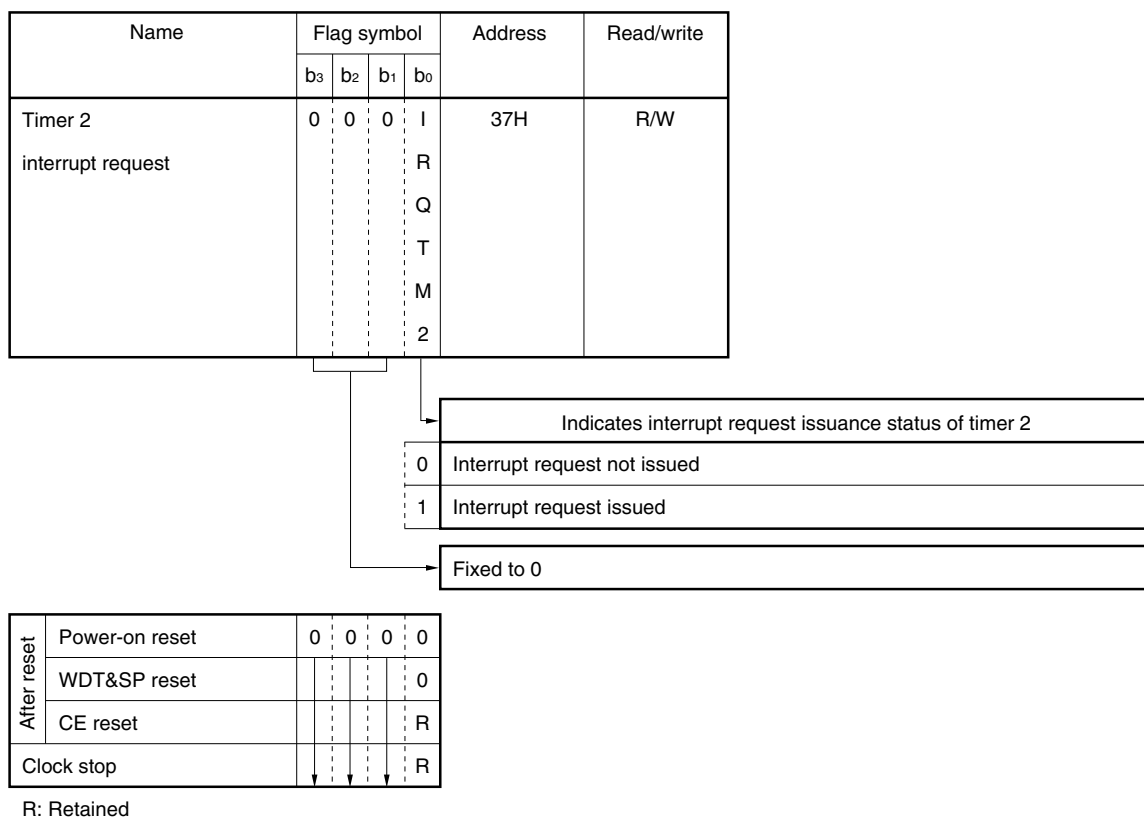 Name Flag symbol Address Read/write
b3 b2 b1 b0
Timer 2 0 0 0 I 37H R/W
interrupt request R
Q
T
M
2
Indicates interrupt request issuance status of timer 2
0 Interrupt request not issued
1 Interrupt request issued
Fixed to 0
After reset
Power-on reset 0 0 0 0
WDT&SP reset 0
CE reset R
Clock stop R
R: Retained